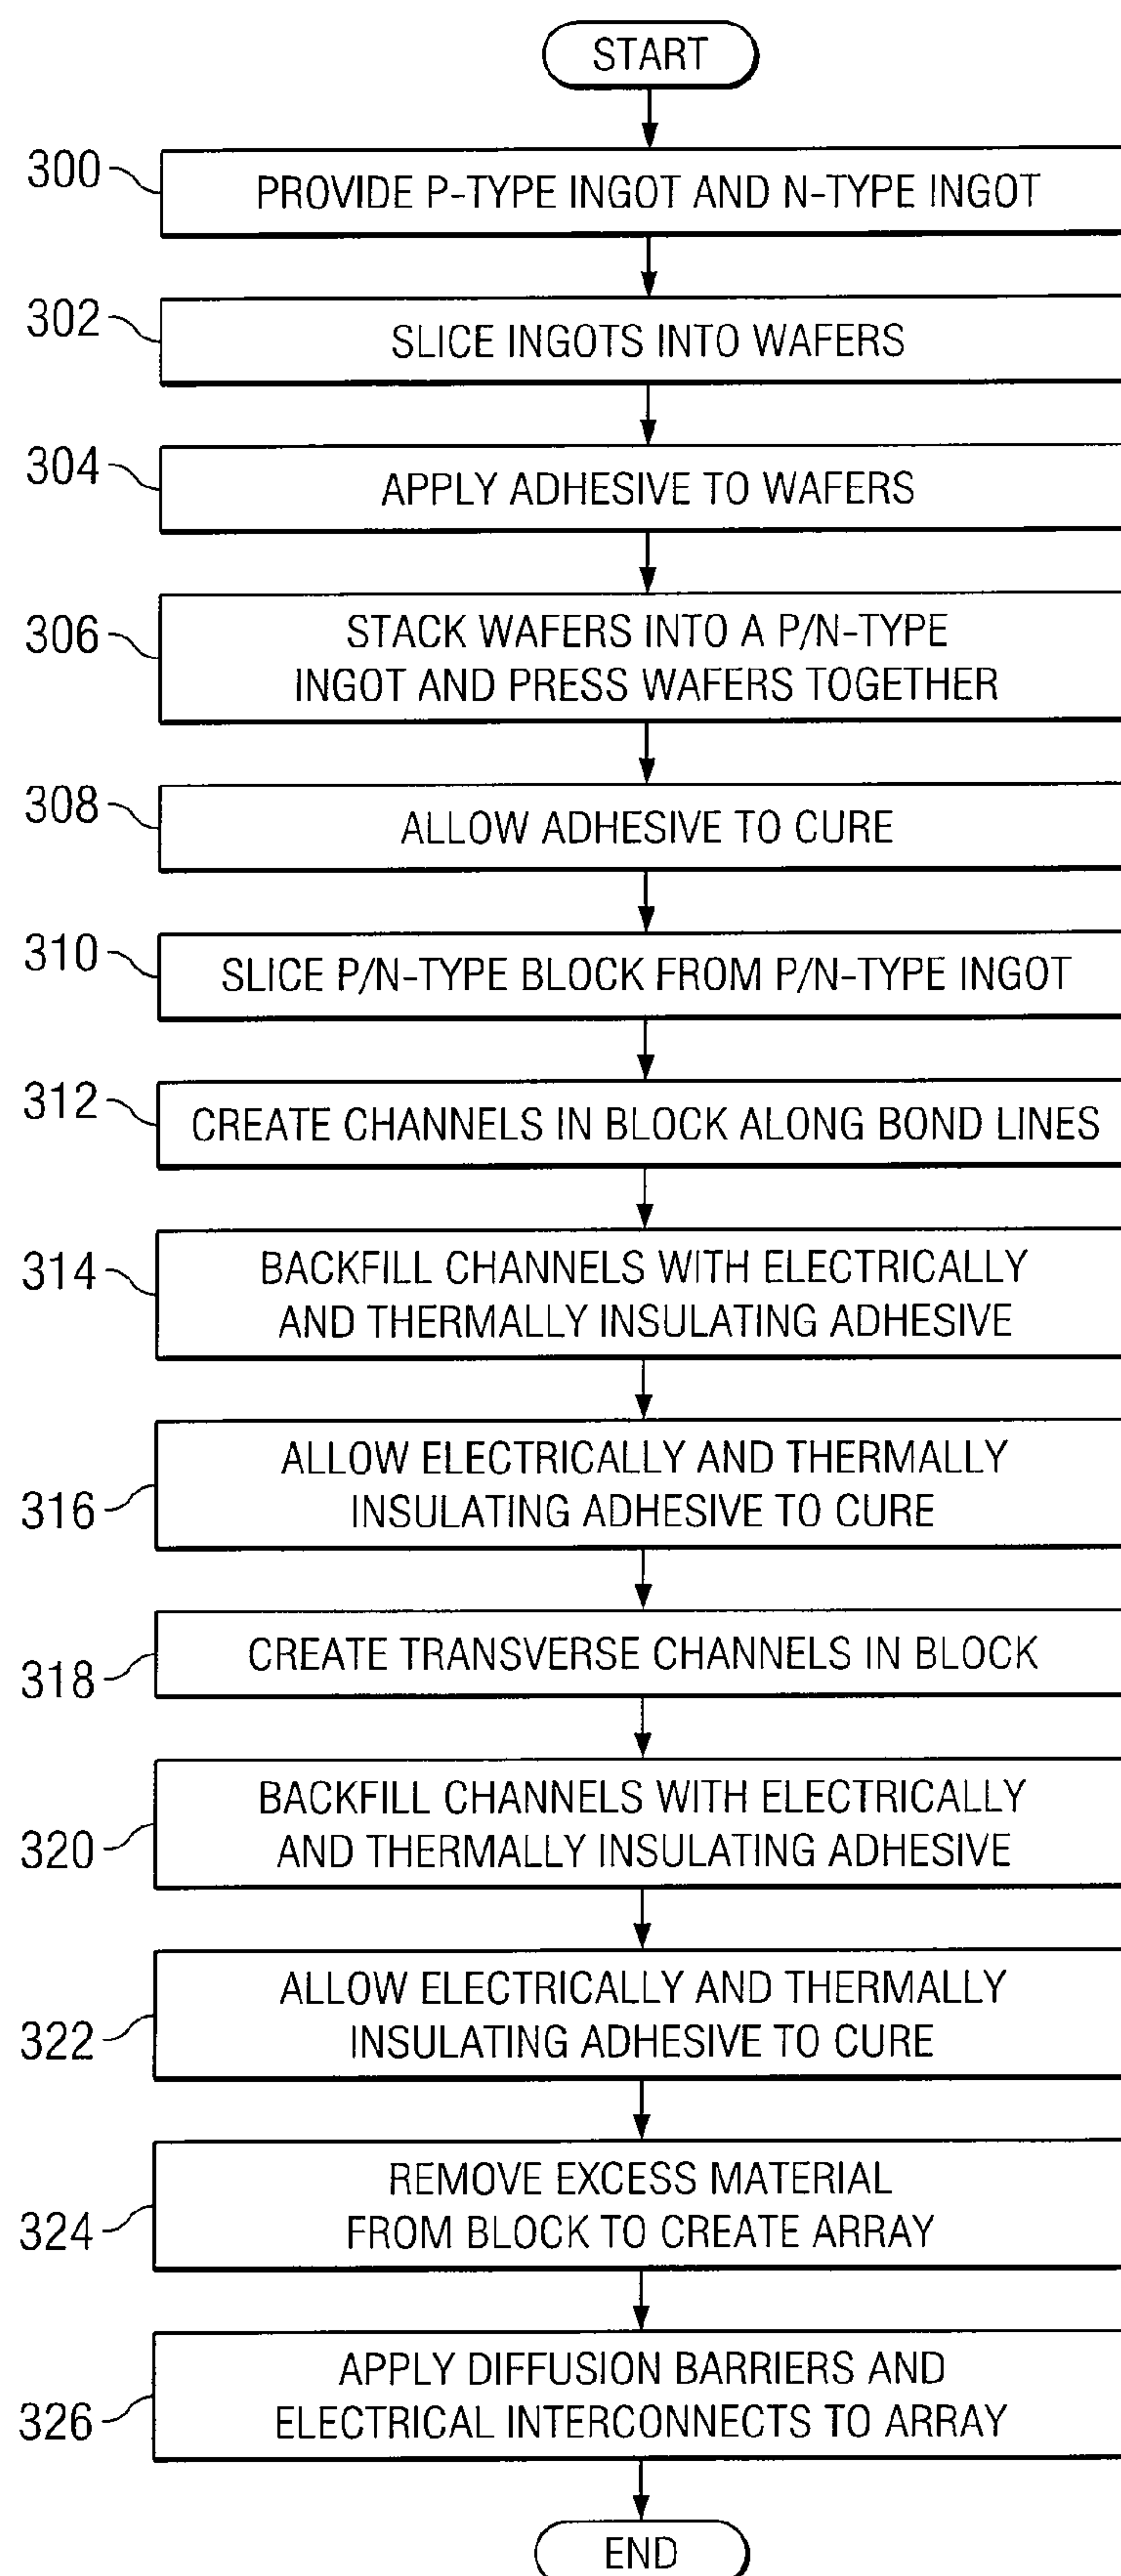 START
300
PROVIDE P-TYPE INGOT AND N-TYPE INGOT
302
SLICE INGOTS INTO WAFERS
304
APPLY ADHESIVE TO WAFERS
306
STACK WAFERS INTO A P/N-TYPE
INGOT AND PRESS WAFERS TOGETHER
308
ALLOW ADHESIVE TO CURE
310
SLICE P/N-TYPE BLOCK FROM P/N-TYPE INGOT
312
CREATE CHANNELS IN BLOCK ALONG BOND LINES
314
BACKFILL CHANNELS WITH ELECTRICALLY
AND THERMALLY INSULATING ADHESIVE
316
ALLOW ELECTRICALLY AND THERMALLY
INSULATING ADHESIVE TO CURE
318
CREATE TRANSVERSE CHANNELS IN BLOCK
320
BACKFILL CHANNELS WITH ELECTRICALLY
AND THERMALLY INSULATING ADHESIVE
322
ALLOW ELECTRICALLY AND THERMALLY
INSULATING ADHESIVE TO CURE
324
REMOVE EXCESS MATERIAL
FROM BLOCK TO CREATE ARRAY
326
APPLY DIFFUSION BARRIERS AND
ELECTRICAL INTERCONNECTS TO ARRAY
END